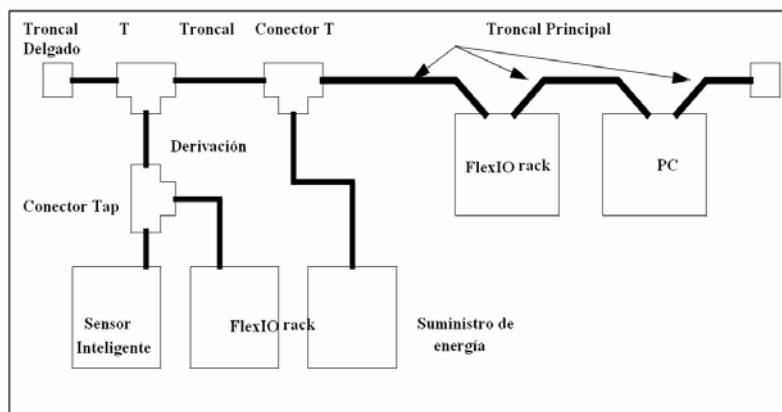 Troncal
Delgado
T
Troncal
Conector T
Troncal Principal
Derivación
FlexIO rack
PC
Conector Tap
Sensor
Inteligente
FlexIO rack
Suministro de
energía